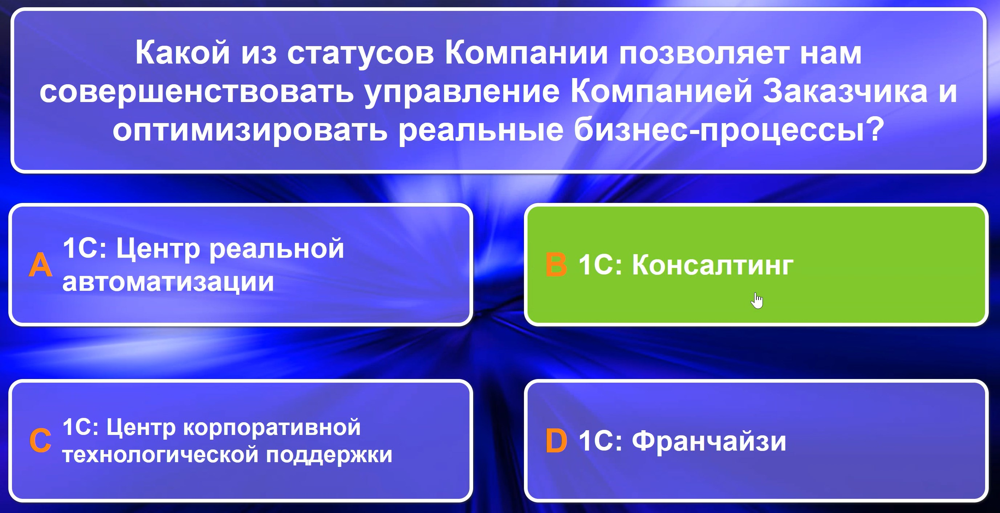 Какой из статусов Компании позволяет нам
совершенствовать управление Компанией Заказчика и
оптимизировать реальные бизнес-процессы?
A 1С: Центр реальной
автоматизации
B 1С: Консалтинг
C 1С: Центр корпоративной
технологической поддержки
D 1С: Франчайзи